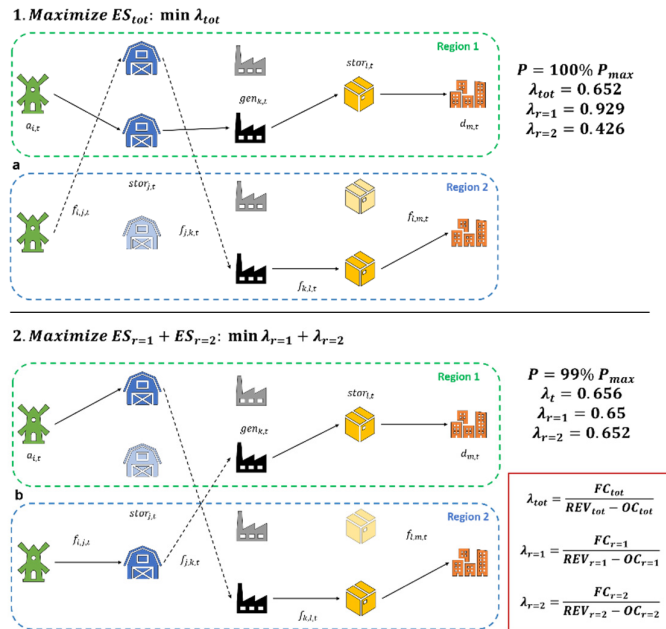 1. Maximize ES_tot: min λ_tot
Region 1
a_i,t
gen_k,t
stor_l,t
d_m,t
P = 100% P_max
λ_tot = 0.652
λ_r=1 = 0.929
λ_r=2 = 0.426
a
Region 2
stor_j,t
f_i,j,t
f_j,k,t
f_k,l,t
f_l,m,t
2. Maximize ES_r=1 + ES_r=2: min λ_r=1 + λ_r=2
Region 1
a_i,t
gen_k,t
stor_l,t
d_m,t
P = 99% P_max
λ_t = 0.656
λ_r=1 = 0.65
λ_r=2 = 0.652
b
Region 2
stor_j,t
f_i,j,t
f_j,k,t
f_k,l,t
f_l,m,t
λ_tot = FC_tot / REV_tot − OC_tot
λ_r=1 = FC_r=1 / REV_r=1 − OC_r=1
λ_r=2 = FC_r=2 / REV_r=2 − OC_r=2